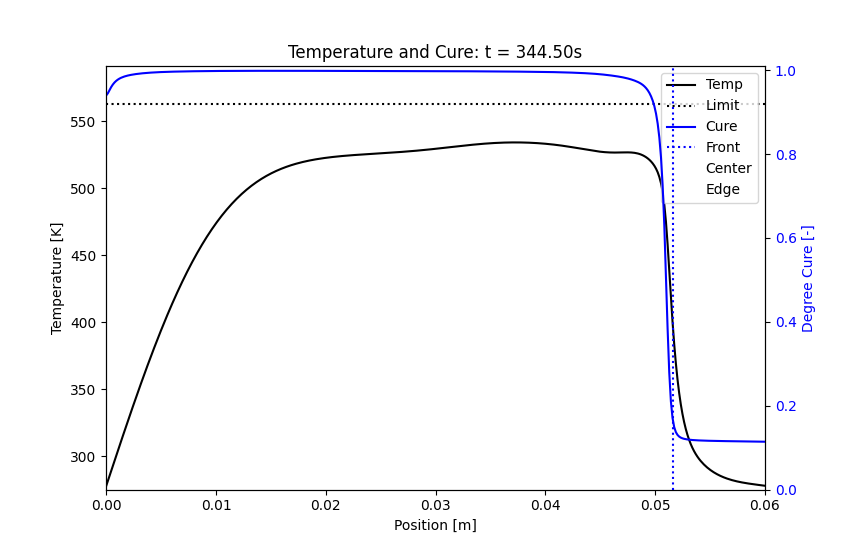 Temperature and Cure: t = 344.50s
Temp
Limit
Cure
Front
Center
Edge
550
500
450
400
350
300
Temperature [K]
1.0
0.8
0.6
0.4
0.2
0.0
Degree Cure [-]
0.00 0.01 0.02 0.03 0.04 0.05 0.06
Position [m]